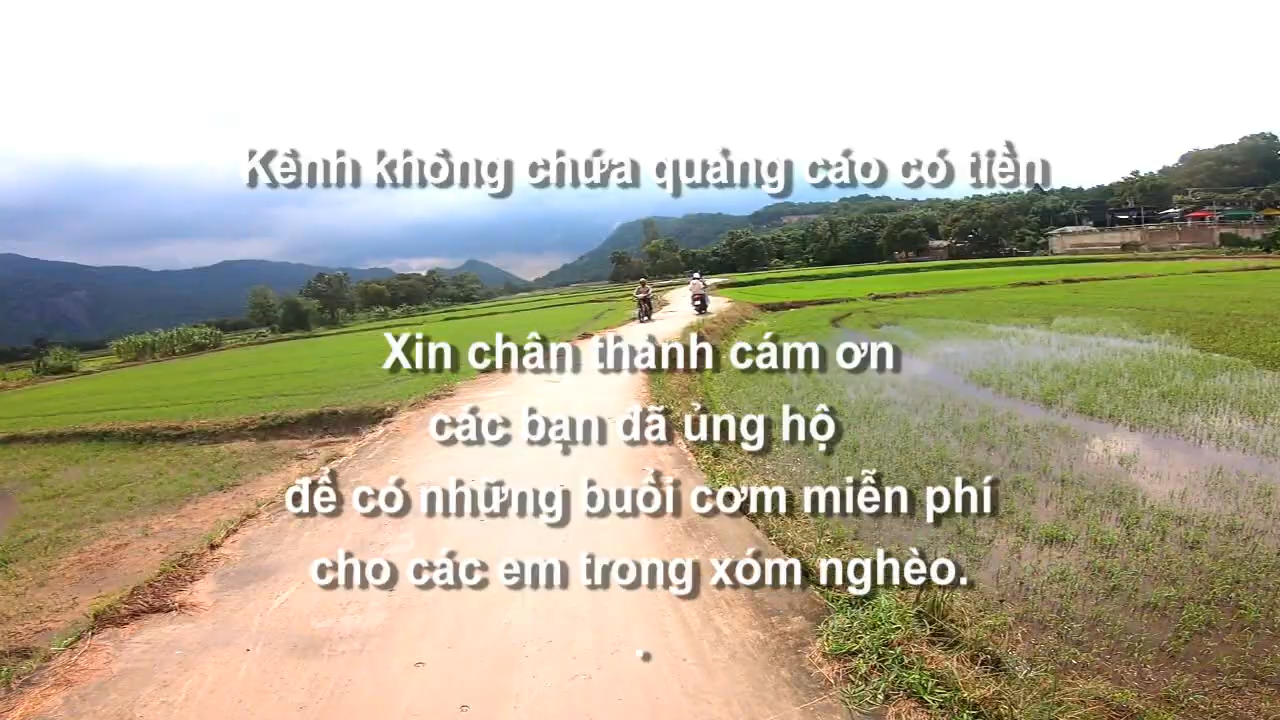 Kênh không chứa quảng cáo có tiền
Xin chân thành cám ơn
các bạn đã ủng hộ
để có những buổi cơm miễn phí
cho các em trong xóm nghèo.
.